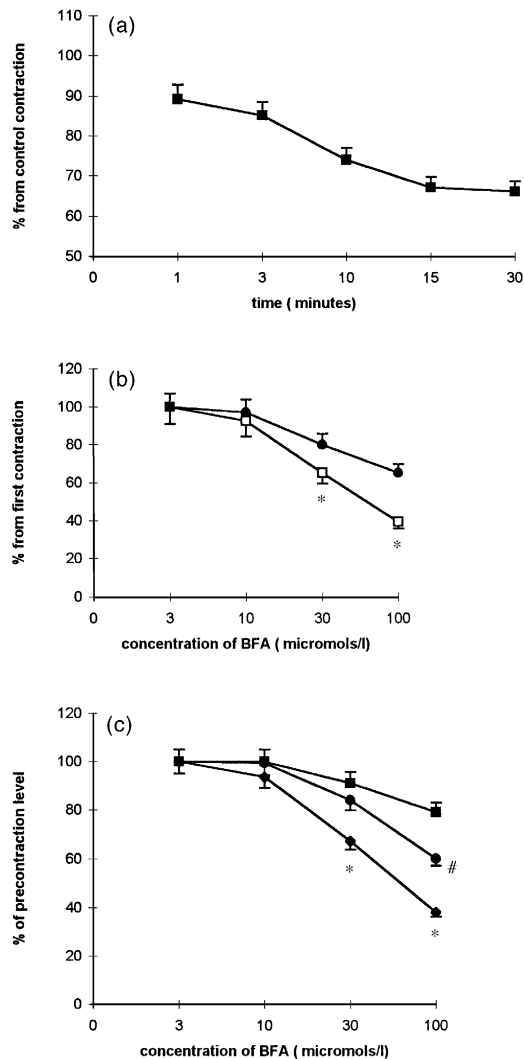 (a)
110
100
90
80
70
60
50
% from control contraction
0 1 3 10 15 30
time ( minutes)
(b)
120
100
80
60
40
20
0
% from first contraction
*
*
0 3 10 30 100
concentration of BFA ( micromols/l)
(c)
120
100
80
60
40
20
0
% of precontraction level
#
*
*
0 3 10 30 100
concentration of BFA ( micromols/l)